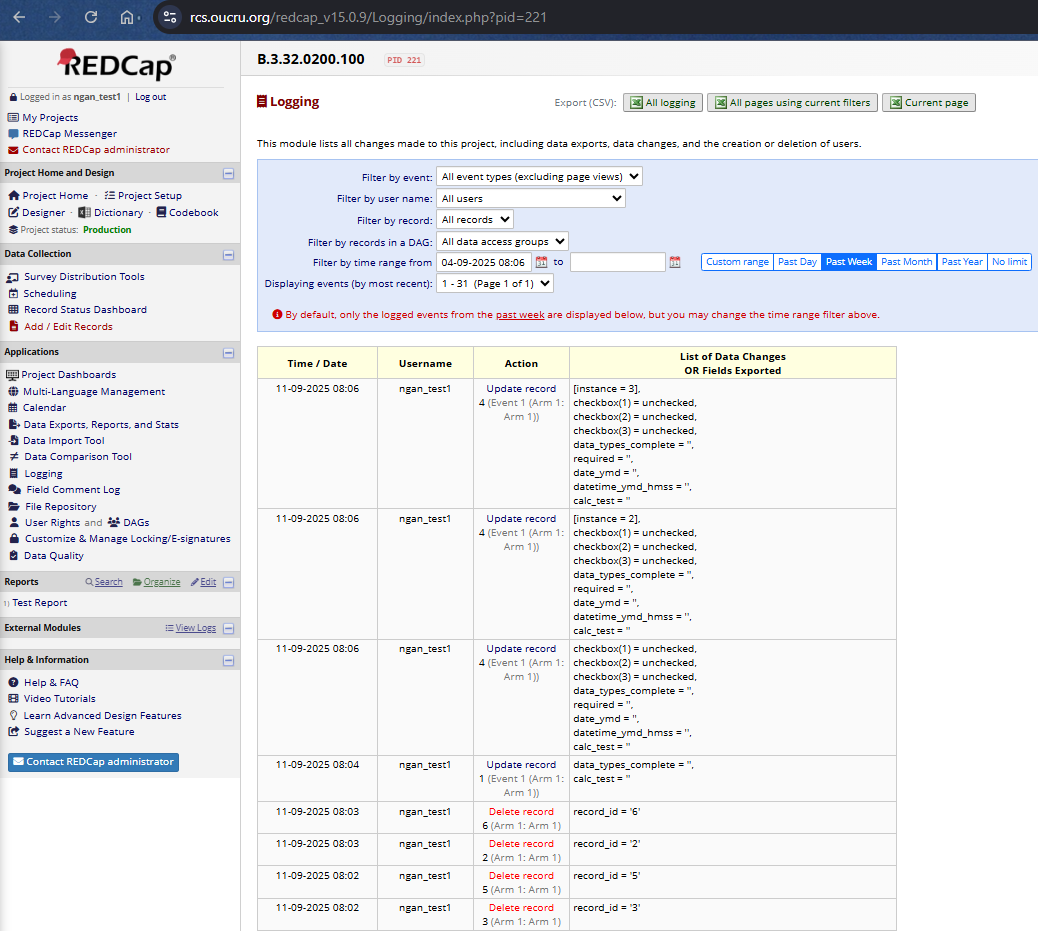 rcs.oucru.org/redcap_v15.0.9/Logging/index.php?pid=221
REDCap®
Logged in as ngan_test1 | Log out
My Projects
REDCap Messenger
Contact REDCap administrator
Project Home and Design
Project Home · Project Setup
Designer · Dictionary · Codebook
Project status: Production
Data Collection
Survey Distribution Tools
Scheduling
Record Status Dashboard
Add / Edit Records
Applications
Project Dashboards
Multi-Language Management
Calendar
Data Exports, Reports, and Stats
Data Import Tool
Data Comparison Tool
Logging
Field Comment Log
File Repository
User Rights and DAGs
Customize & Manage Locking/E-signatures
Data Quality
Reports Search Organize Edit
1) Test Report
External Modules View Logs
Help & Information
Help & FAQ
Video Tutorials
Learn Advanced Design Features
Suggest a New Feature
Contact REDCap administrator
B.3.32.0200.100 PID 221
Logging
Export (CSV): All logging All pages using current filters Current page
This module lists all changes made to this project, including data exports, data changes, and the creation or deletion of users.
Filter by event: All event types (excluding page views)
Filter by user name: All users
Filter by record: All records
Filter by records in a DAG: All data access groups
Filter by time range from 04-09-2025 08:06 to Custom range Past Day Past Week Past Month Past Year No limit
Displaying events (by most recent): 1 - 31 (Page 1 of 1)
By default, only the logged events from the past week are displayed below, but you may change the time range filter above.
Time / Date Username Action List of Data Changes
OR Fields Exported
11-09-2025 08:06 ngan_test1 Update record [instance = 3],
4 (Event 1 (Arm 1: checkbox(1) = unchecked,
Arm 1)) checkbox(2) = unchecked,
checkbox(3) = unchecked,
data_types_complete = '',
required = '',
date_ymd = '',
datetime_ymd_hmss = '',
calc_test = ''
11-09-2025 08:06 ngan_test1 Update record [instance = 2],
4 (Event 1 (Arm 1: checkbox(1) = unchecked,
Arm 1)) checkbox(2) = unchecked,
checkbox(3) = unchecked,
data_types_complete = '',
required = '',
date_ymd = '',
datetime_ymd_hmss = '',
calc_test = ''
11-09-2025 08:06 ngan_test1 Update record checkbox(1) = unchecked,
4 (Event 1 (Arm 1: checkbox(2) = unchecked,
Arm 1)) checkbox(3) = unchecked,
data_types_complete = '',
required = '',
date_ymd = '',
datetime_ymd_hmss = '',
calc_test = ''
11-09-2025 08:04 ngan_test1 Update record data_types_complete = '',
1 (Event 1 (Arm 1: calc_test = ''
Arm 1))
11-09-2025 08:03 ngan_test1 Delete record record_id = '6'
6 (Arm 1: Arm 1)
11-09-2025 08:03 ngan_test1 Delete record record_id = '2'
2 (Arm 1: Arm 1)
11-09-2025 08:02 ngan_test1 Delete record record_id = '5'
5 (Arm 1: Arm 1)
11-09-2025 08:02 ngan_test1 Delete record record_id = '3'
3 (Arm 1: Arm 1)